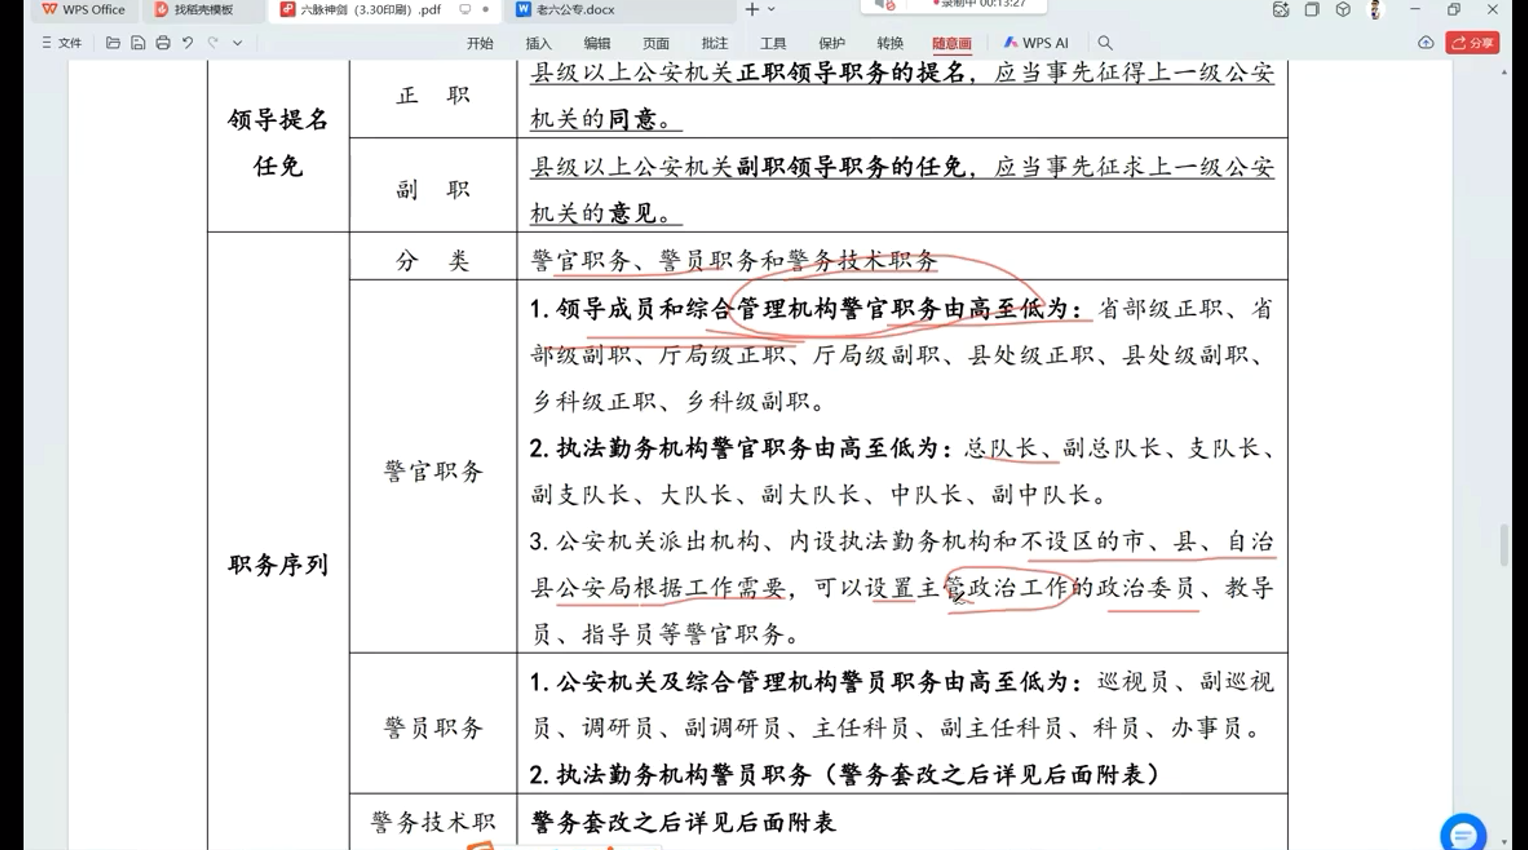 WPS Office
找稻壳模板
六脉神剑（3.30印刷）.pdf
老六公专.docx
录制中 00:13:27
文件
开始
插入
编辑
页面
批注
工具
保护
转换
随意画
WPS AI
分享
领导提名
任免
正 职
县级以上公安机关正职领导职务的提名，应当事先征得上一级公安
机关的同意。
副 职
县级以上公安机关副职领导职务的任免，应当事先征求上一级公安
机关的意见。
职务序列
分 类
警官职务、警员职务和警务技术职务
警官职务
1.领导成员和综合管理机构警官职务由高至低为：省部级正职、省
部级副职、厅局级正职、厅局级副职、县处级正职、县处级副职、
乡科级正职、乡科级副职。
2.执法勤务机构警官职务由高至低为：总队长、副总队长、支队长、
副支队长、大队长、副大队长、中队长、副中队长。
3.公安机关派出机构、内设执法勤务机构和不设区的市、县、自治
县公安局根据工作需要，可以设置主管政治工作的政治委员、教导
员、指导员等警官职务。
警员职务
1.公安机关及综合管理机构警员职务由高至低为：巡视员、副巡视
员、调研员、副调研员、主任科员、副主任科员、科员、办事员。
2.执法勤务机构警员职务（警务套改之后详见后面附表）
警务技术职
警务套改之后详见后面附表